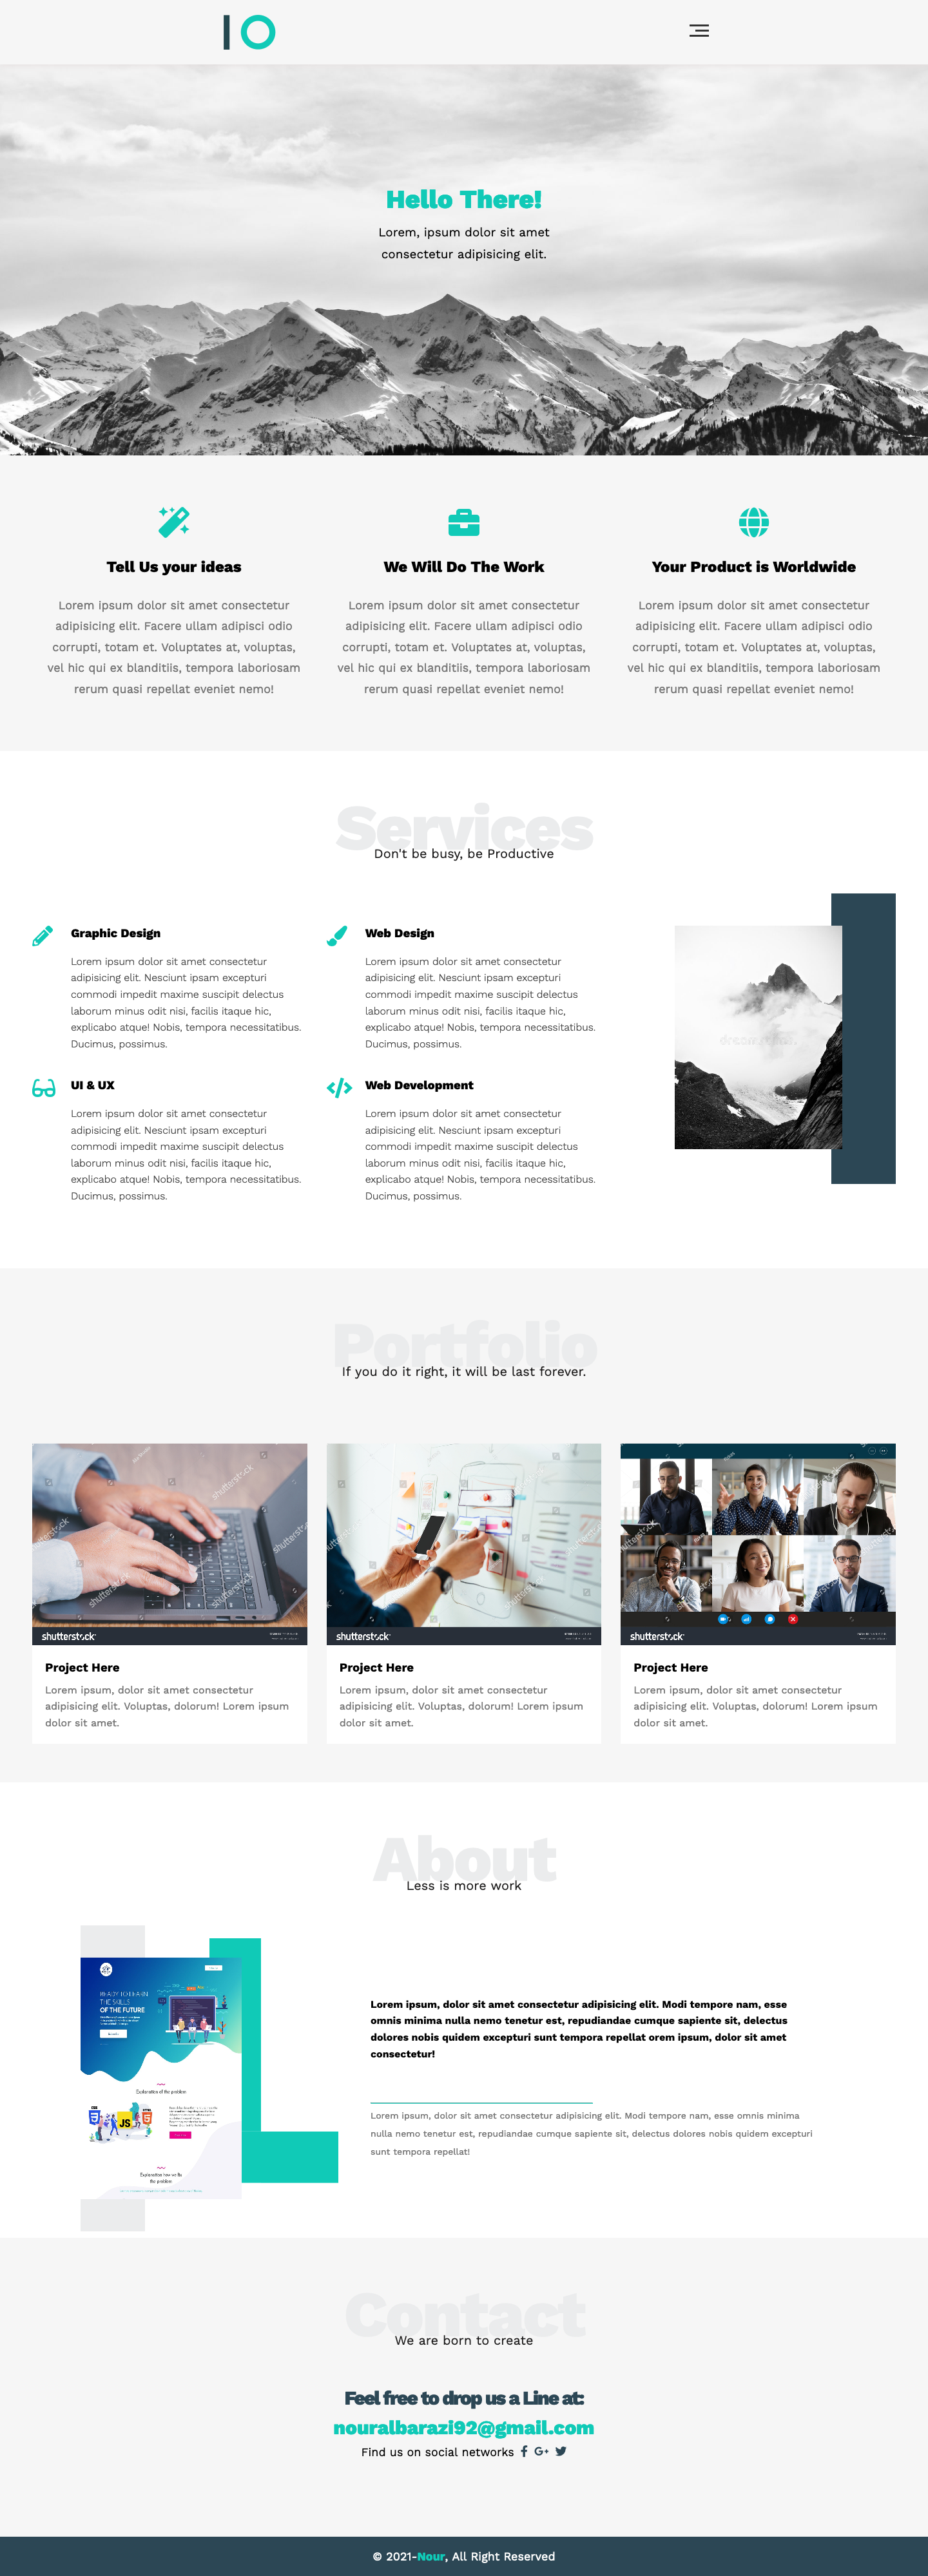 IO
Hello There!
Lorem, ipsum dolor sit amet
consectetur adipisicing elit.
Tell Us your ideas
Lorem ipsum dolor sit amet consectetur
adipisicing elit. Facere ullam adipisci odio
corrupti, totam et. Voluptates at, voluptas,
vel hic qui ex blanditiis, tempora laboriosam
rerum quasi repellat eveniet nemo!
We Will Do The Work
Lorem ipsum dolor sit amet consectetur
adipisicing elit. Facere ullam adipisci odio
corrupti, totam et. Voluptates at, voluptas,
vel hic qui ex blanditiis, tempora laboriosam
rerum quasi repellat eveniet nemo!
Your Product is Worldwide
Lorem ipsum dolor sit amet consectetur
adipisicing elit. Facere ullam adipisci odio
corrupti, totam et. Voluptates at, voluptas,
vel hic qui ex blanditiis, tempora laboriosam
rerum quasi repellat eveniet nemo!
Services
Don't be busy, be Productive
Graphic Design
Lorem ipsum dolor sit amet consectetur
adipisicing elit. Nesciunt ipsam excepturi
commodi impedit maxime suscipit delectus
laborum minus odit nisi, facilis itaque hic,
explicabo atque! Nobis, tempora necessitatibus.
Ducimus, possimus.
Web Design
Lorem ipsum dolor sit amet consectetur
adipisicing elit. Nesciunt ipsam excepturi
commodi impedit maxime suscipit delectus
laborum minus odit nisi, facilis itaque hic,
explicabo atque! Nobis, tempora necessitatibus.
Ducimus, possimus.
UI & UX
Lorem ipsum dolor sit amet consectetur
adipisicing elit. Nesciunt ipsam excepturi
commodi impedit maxime suscipit delectus
laborum minus odit nisi, facilis itaque hic,
explicabo atque! Nobis, tempora necessitatibus.
Ducimus, possimus.
Web Development
Lorem ipsum dolor sit amet consectetur
adipisicing elit. Nesciunt ipsam excepturi
commodi impedit maxime suscipit delectus
laborum minus odit nisi, facilis itaque hic,
explicabo atque! Nobis, tempora necessitatibus.
Ducimus, possimus.
Portfolio
If you do it right, it will be last forever.
shutterstock
Project Here
Lorem ipsum, dolor sit amet consectetur
adipisicing elit. Voluptas, dolorum! Lorem ipsum
dolor sit amet.
shutterstock
Project Here
Lorem ipsum, dolor sit amet consectetur
adipisicing elit. Voluptas, dolorum! Lorem ipsum
dolor sit amet.
shutterstock
Project Here
Lorem ipsum, dolor sit amet consectetur
adipisicing elit. Voluptas, dolorum! Lorem ipsum
dolor sit amet.
About
Less is more work
READY TO LEARN
THE SKILLS
OF THE FUTURE
Explanation of the problem
JS
Explanation how we fix
the problem
Lorem ipsum, dolor sit amet consectetur adipisicing elit. Modi tempore nam, esse
omnis minima nulla nemo tenetur est, repudiandae cumque sapiente sit, delectus
dolores nobis quidem excepturi sunt tempora repellat orem ipsum, dolor sit amet
consectetur!
Lorem ipsum, dolor sit amet consectetur adipisicing elit. Modi tempore nam, esse omnis minima
nulla nemo tenetur est, repudiandae cumque sapiente sit, delectus dolores nobis quidem excepturi
sunt tempora repellat!
Contact
We are born to create
Feel free to drop us a Line at:
nouralbarazi92@gmail.com
Find us on social networks
© 2021-Nour, All Right Reserved